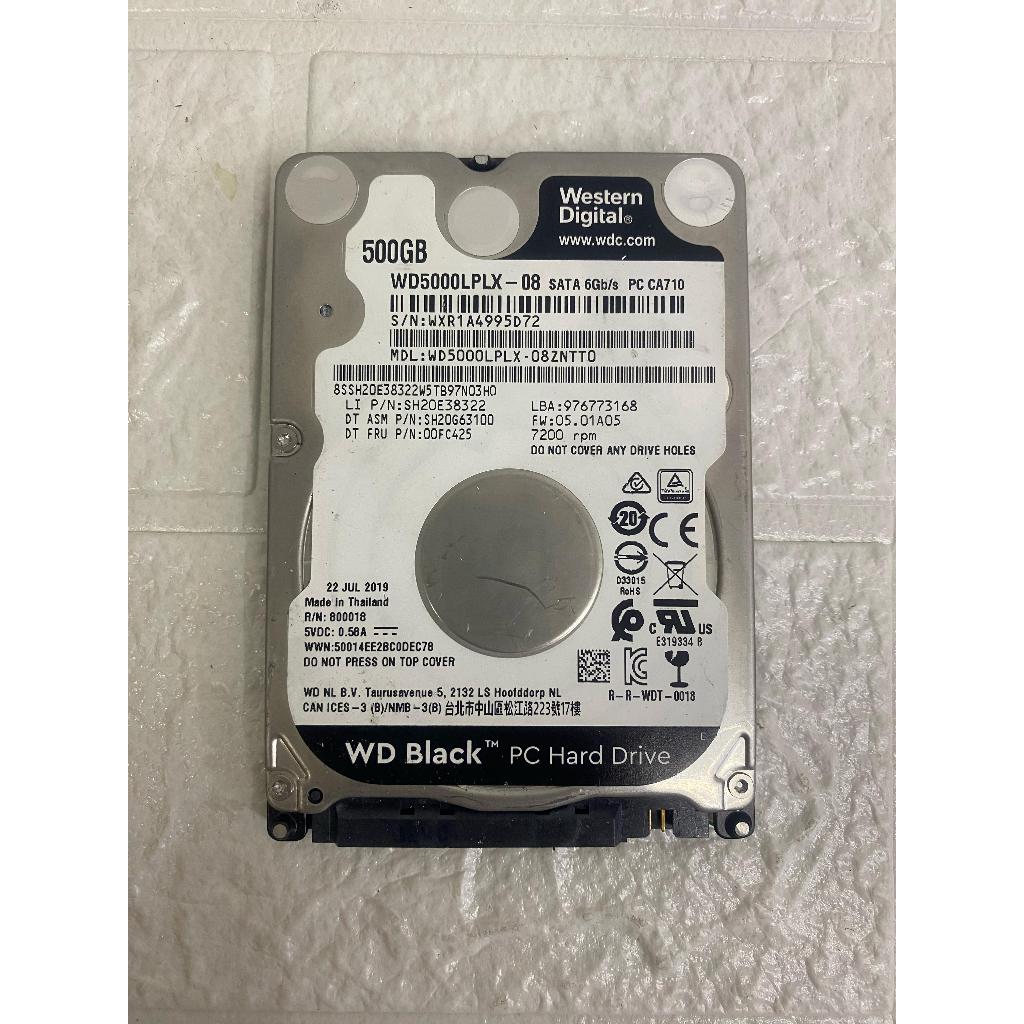 Western
Digital®
www.wdc.com
500GB
WD5000LPLX-08 SATA 6Gb/s PC CA710
S/N:WXR1A4995D72
MDL:WD5000LPLX-08ZNTT0
8SSH20E38322W5TB97N03H0
LI P/N:SH20E38322
DT ASM P/N:SH20G63100
DT FRU P/N:00FC425
LBA:976773168
FW:05.01A05
7200 rpm
DO NOT COVER ANY DRIVE HOLES
20
CE
D33015
RoHS
22 JUL 2019
Made in Thailand
R/N: 800018
5VDC: 0.58A
WWN:50014EE2BC0DEC78
DO NOT PRESS ON TOP COVER
C US
E319334 B
R-R-WDT-0018
WD NL B.V. Taurusavenue 5, 2132 LS Hoofddorp NL
CAN ICES-3 (B)/NMB-3(B) 台北市中山區松江路223號17樓
E
WD Black™ PC Hard Drive